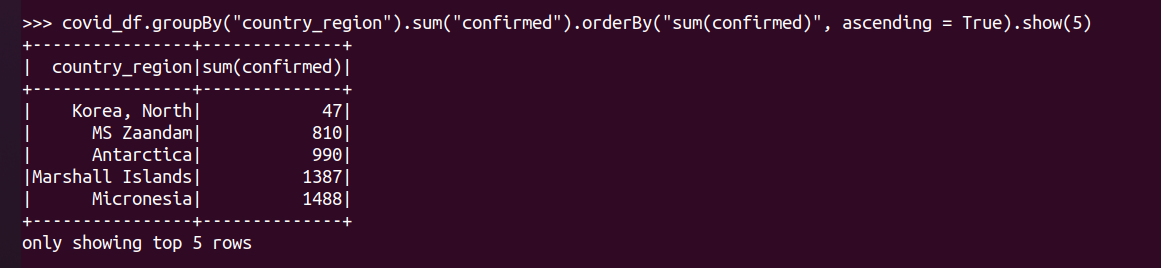 >>> covid_df.groupBy("country_region").sum("confirmed").orderBy("sum(confirmed)", ascending = True).show(5)
+----------------+--------------+
|  country_region|sum(confirmed)|
+----------------+--------------+
|    Korea, North|            47|
|      MS Zaandam|           810|
|      Antarctica|           990|
|Marshall Islands|          1387|
|      Micronesia|          1488|
+----------------+--------------+
only showing top 5 rows